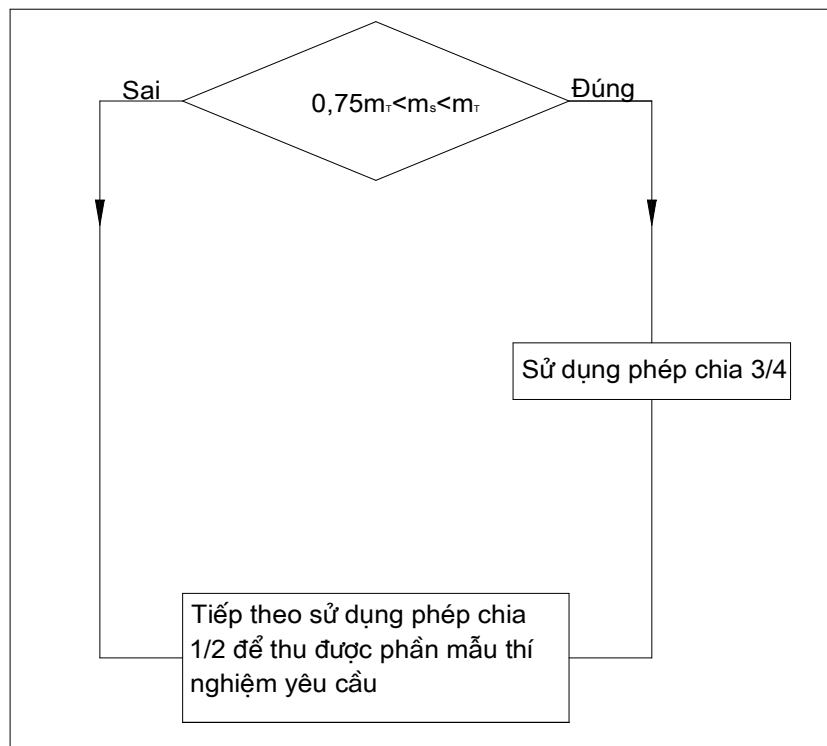 Sai
Đúng
0,75mT<ms<mT
Sử dụng phép chia 3/4
Tiếp theo sử dụng phép chia
1/2 để thu được phần mẫu thí
nghiệm yêu cầu